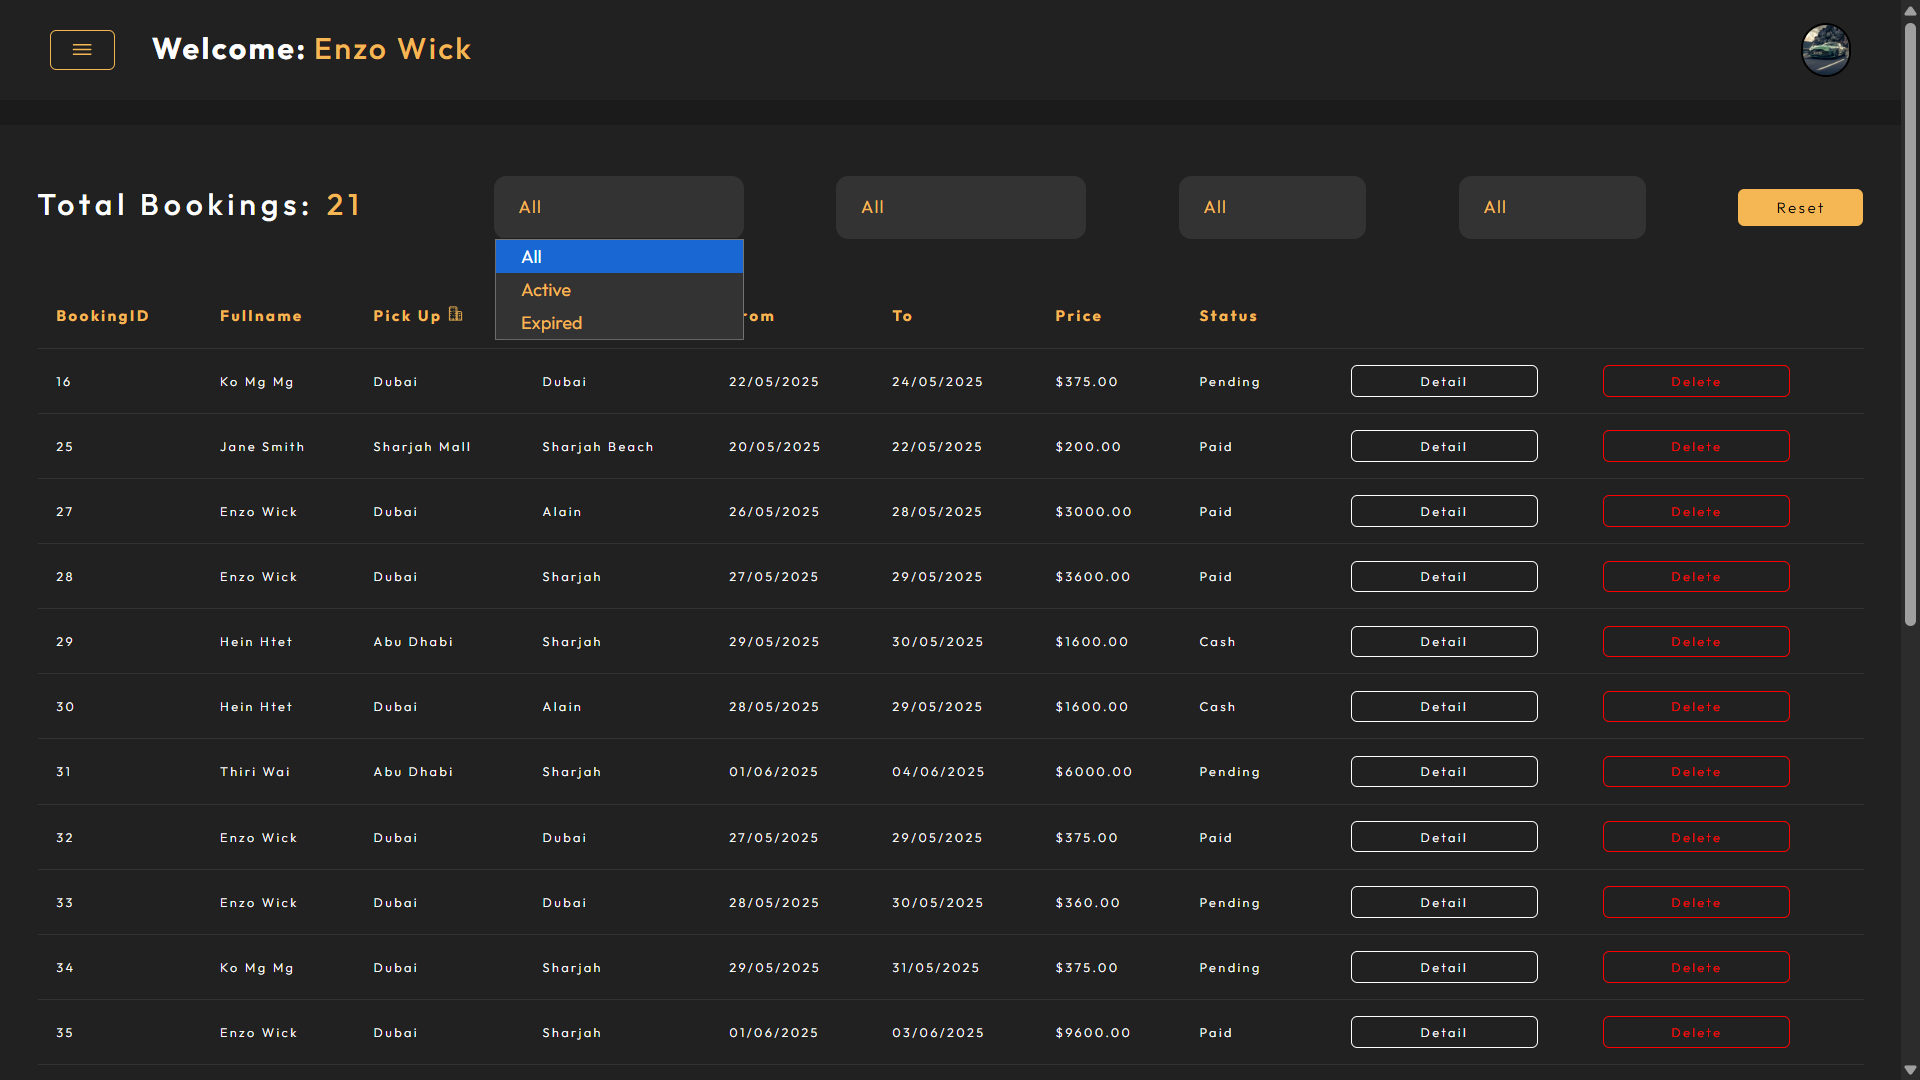 Welcome: Enzo Wick
Total Bookings: 21 All All All All Reset
All
Active
Expired
BookingID Fullname Pick Up rom To Price Status
16 Ko Mg Mg Dubai Dubai 22/05/2025 24/05/2025 $375.00 Pending Detail Delete
25 Jane Smith Sharjah Mall Sharjah Beach 20/05/2025 22/05/2025 $200.00 Paid Detail Delete
27 Enzo Wick Dubai Alain 26/05/2025 28/05/2025 $3000.00 Paid Detail Delete
28 Enzo Wick Dubai Sharjah 27/05/2025 29/05/2025 $3600.00 Paid Detail Delete
29 Hein Htet Abu Dhabi Sharjah 29/05/2025 30/05/2025 $1600.00 Cash Detail Delete
30 Hein Htet Dubai Alain 28/05/2025 29/05/2025 $1600.00 Cash Detail Delete
31 Thiri Wai Abu Dhabi Sharjah 01/06/2025 04/06/2025 $6000.00 Pending Detail Delete
32 Enzo Wick Dubai Dubai 27/05/2025 29/05/2025 $375.00 Paid Detail Delete
33 Enzo Wick Dubai Dubai 28/05/2025 30/05/2025 $360.00 Pending Detail Delete
34 Ko Mg Mg Dubai Sharjah 29/05/2025 31/05/2025 $375.00 Pending Detail Delete
35 Enzo Wick Dubai Sharjah 01/06/2025 03/06/2025 $9600.00 Paid Detail Delete